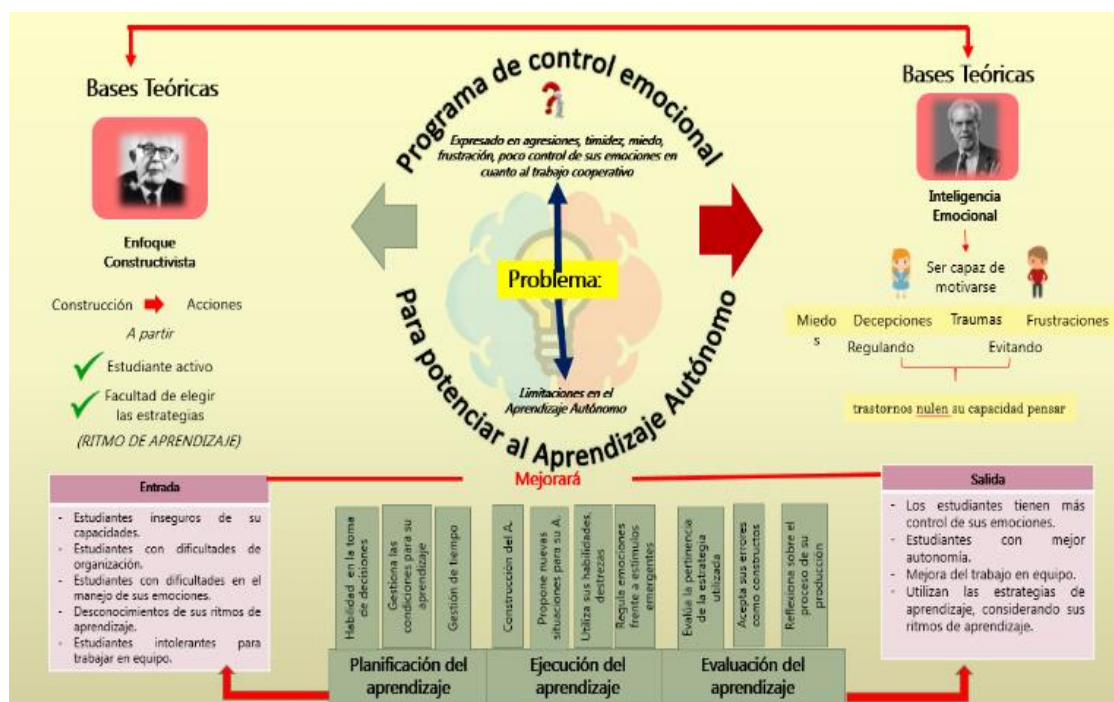 Bases Teóricas
Enfoque
Constructivista
Construcción
Acciones
A partir
Estudiante activo
Facultad de elegir
las estrategias
(RITMO DE APRENDIZAJE)
Programa de control emocional
Expresado en agresiones, timidez, miedo,
frustración, poco control de sus emociones en
cuanto al trabajo cooperativo
Problema:
Limitaciones en el
Aprendizaje Autónomo
Para potenciar al Aprendizaje Autónomo
Bases Teóricas
Inteligencia
Emocional
Ser capaz de
motivarse
Miedo
s
Decepciones
Traumas
Frustraciones
Regulando
Evitando
trastornos nulen su capacidad pensar
Mejorará
Entrada
- Estudiantes inseguros de su
capacidades.
- Estudiantes con dificultades de
organización.
- Estudiantes con dificultades en el
manejo de sus emociones.
- Desconocimientos de sus ritmos de
aprendizaje.
- Estudiantes intolerantes para
trabajar en equipo.
Habilidad en la toma
de decisiones
Gestiona las
condiciones para su
aprendizaje
Gestión de tiempo
Construcción del A.
Propone nuevas
situaciones para su A.
Utiliza sus habilidades,
destrezas
Regula emociones
frente a estímulos
emergentes
Evalúa la pertinencia
de la estrategia
utilizada
Acepta sus errores
como constructos
Reflexiona sobre el
proceso de su
producción
Planificación del
aprendizaje
Ejecución del
aprendizaje
Evaluación del
aprendizaje
Salida
- Los estudiantes tienen más
control de sus emociones.
- Estudiantes con mejor
autonomía.
- Mejora del trabajo en equipo.
- Utilizan las estrategias de
aprendizaje, considerando sus
ritmos de aprendizaje.